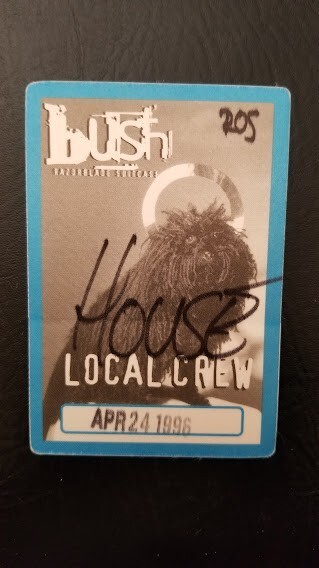 bush
205
RAZORBLADE SUITCASE
HOUSE
LOCAL CREW
APR 24 1996